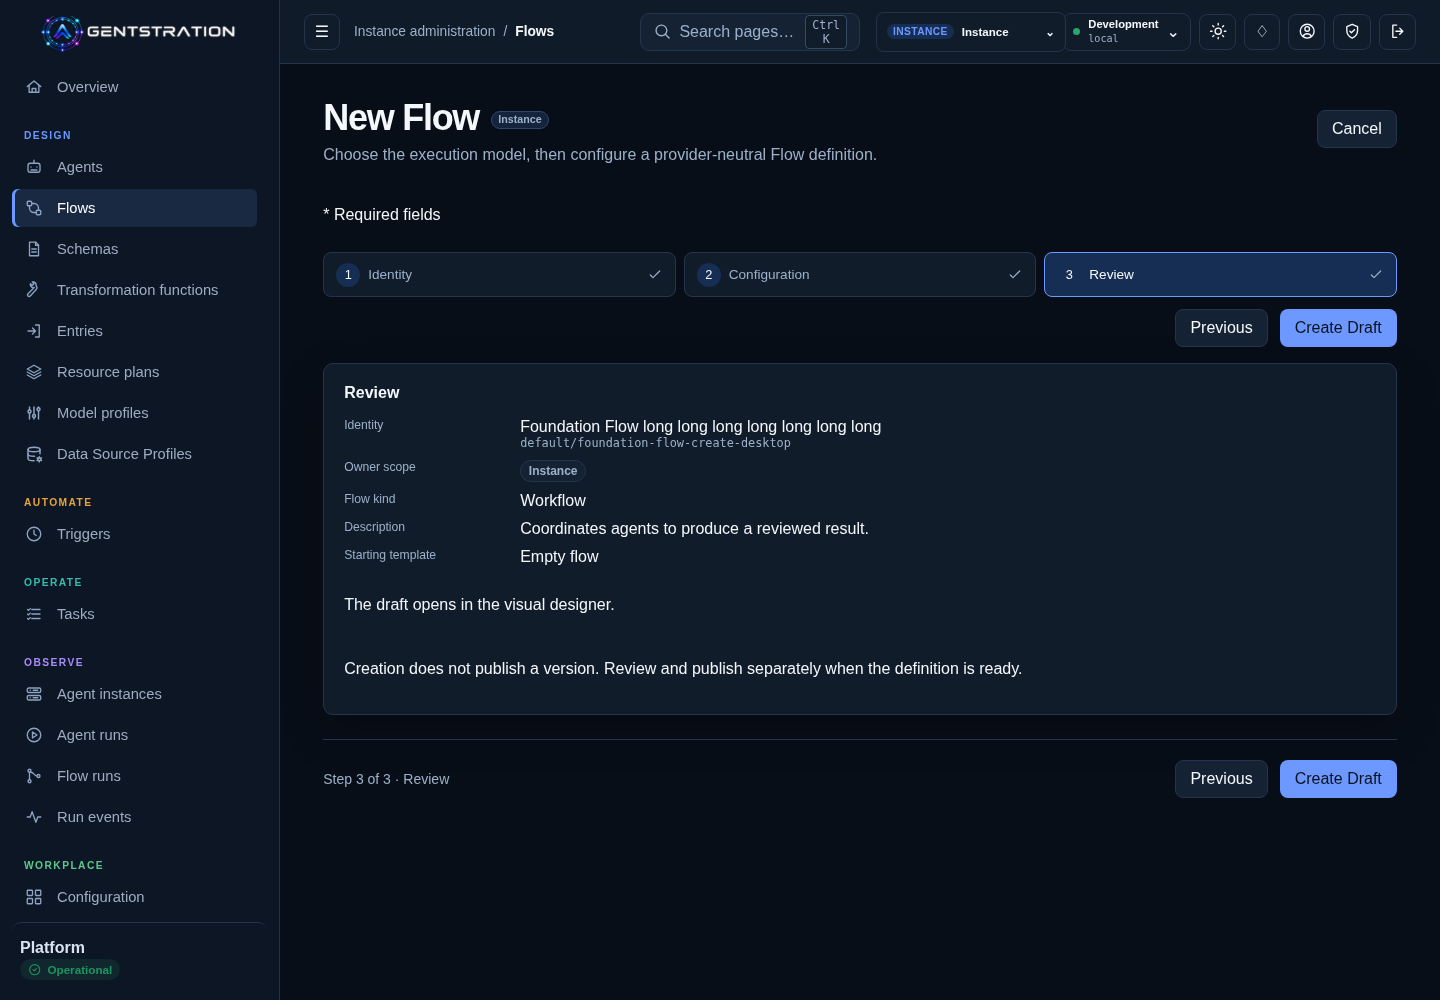 GENTSTRATION
Overview
DESIGN
Agents
Flows
Schemas
Transformation functions
Entries
Resource plans
Model profiles
Data Source Profiles
AUTOMATE
Triggers
OPERATE
Tasks
OBSERVE
Agent instances
Agent runs
Flow runs
Run events
WORKPLACE
Configuration
Platform
Operational
Instance administration / Flows
Search pages… Ctrl K
INSTANCE Instance
Development
local
New Flow Instance
Cancel
Choose the execution model, then configure a provider-neutral Flow definition.
* Required fields
1 Identity
2 Configuration
3 Review
Previous Create Draft
Review
Identity Foundation Flow long long long long long long long
default/foundation-flow-create-desktop
Owner scope Instance
Flow kind Workflow
Description Coordinates agents to produce a reviewed result.
Starting template Empty flow
The draft opens in the visual designer.
Creation does not publish a version. Review and publish separately when the definition is ready.
Step 3 of 3 · Review Previous Create Draft